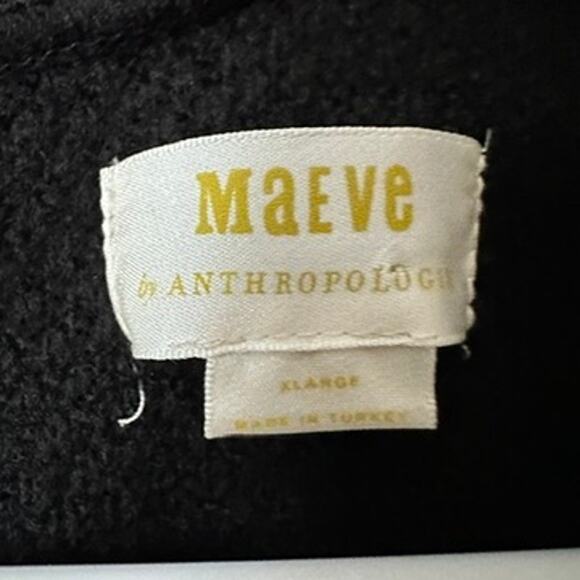 MaEve
by ANTHROPOLOGIE
XLARGE
MADE IN TURKEY